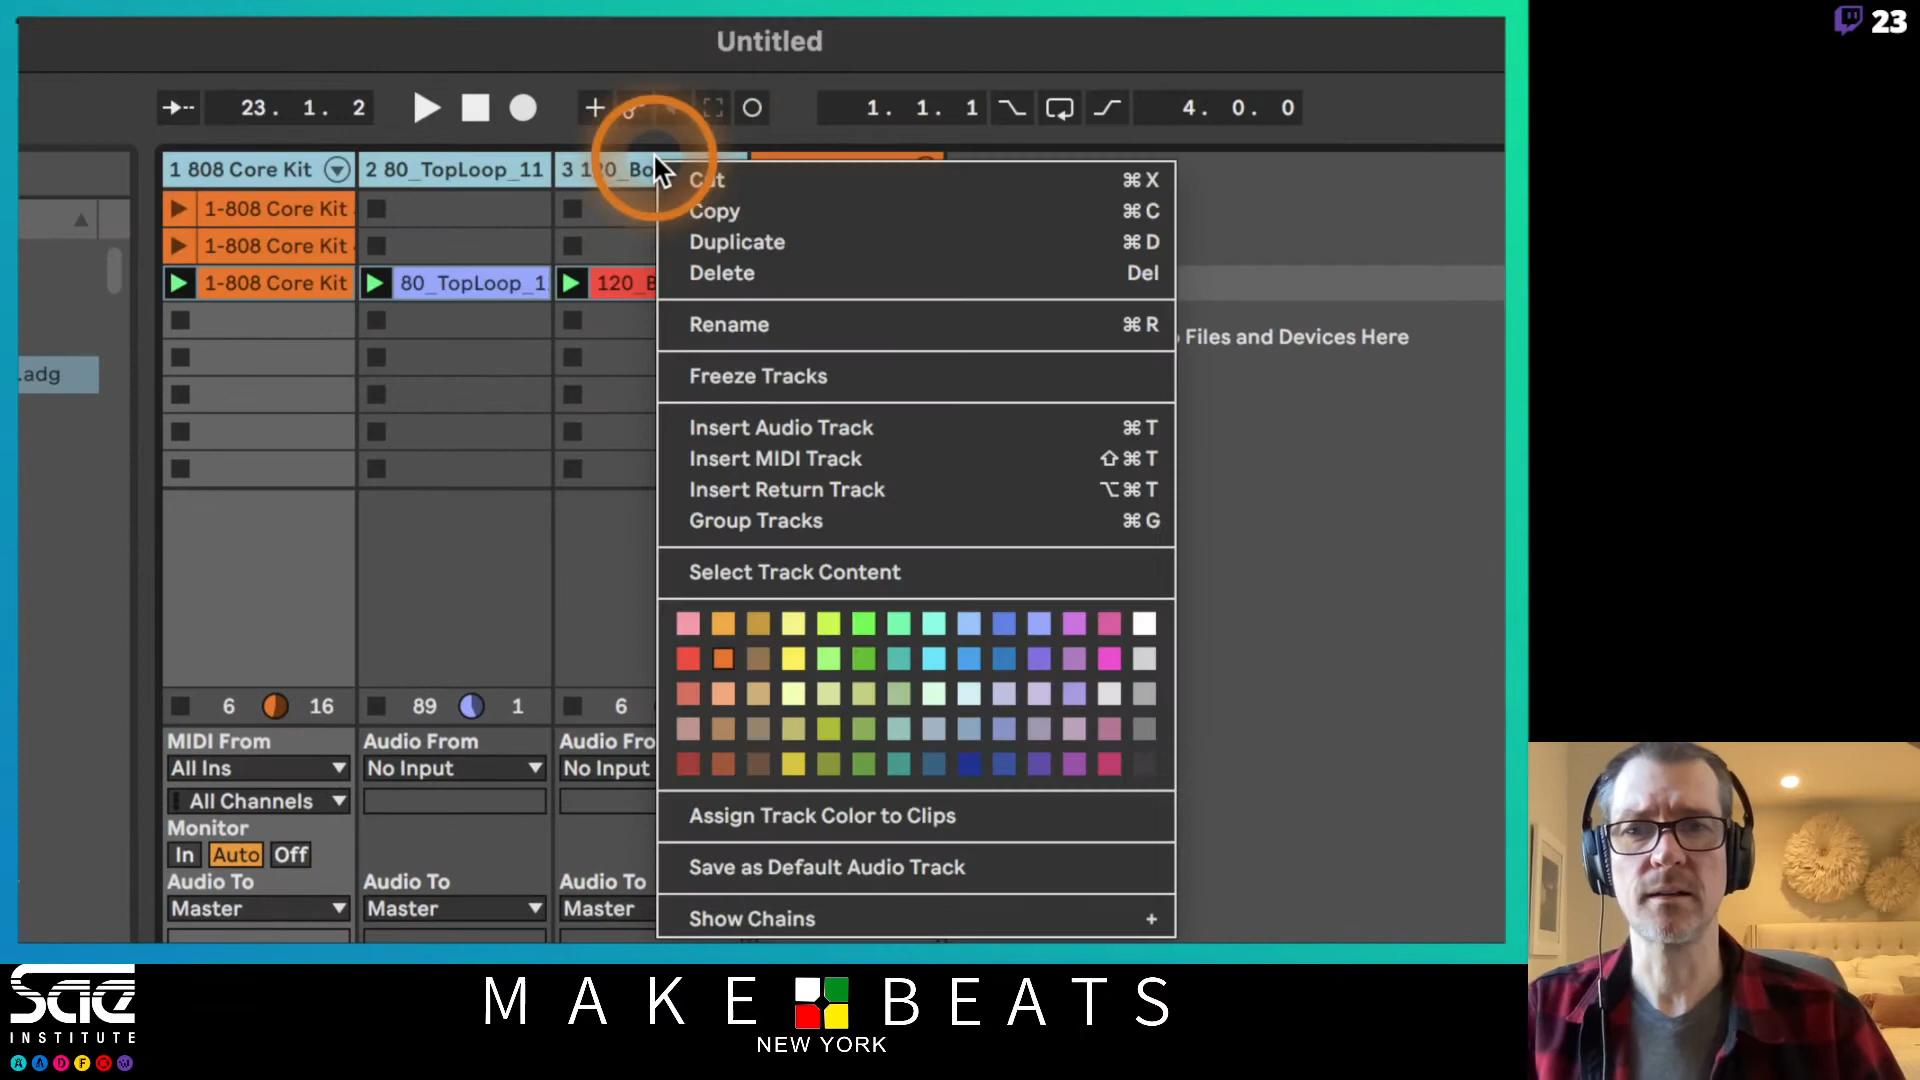 23
Untitled
23. 1. 2
1. 1. 1
4. 0. 0
1 808 Core Kit
2 80_TopLoop_11
3 120_Bo
1-808 Core Kit
1-808 Core Kit
1-808 Core Kit
80_TopLoop_1
120_B
.adg
Files and Devices Here
Cut ⌘X
Copy ⌘C
Duplicate ⌘D
Delete Del
Rename ⌘R
Freeze Tracks
Insert Audio Track ⌘T
Insert MIDI Track ⇧⌘T
Insert Return Track ⌥⌘T
Group Tracks ⌘G
Select Track Content
Assign Track Color to Clips
Save as Default Audio Track
Show Chains +
6 16
89 1
6
MIDI From
All Ins
All Channels
Monitor
In Auto Off
Audio To
Master
Audio From
No Input
Audio To
Master
Audio Fro
No Input
Audio To
Master
sae
INSTITUTE
A A D F C W
MAKE BEATS
NEW YORK